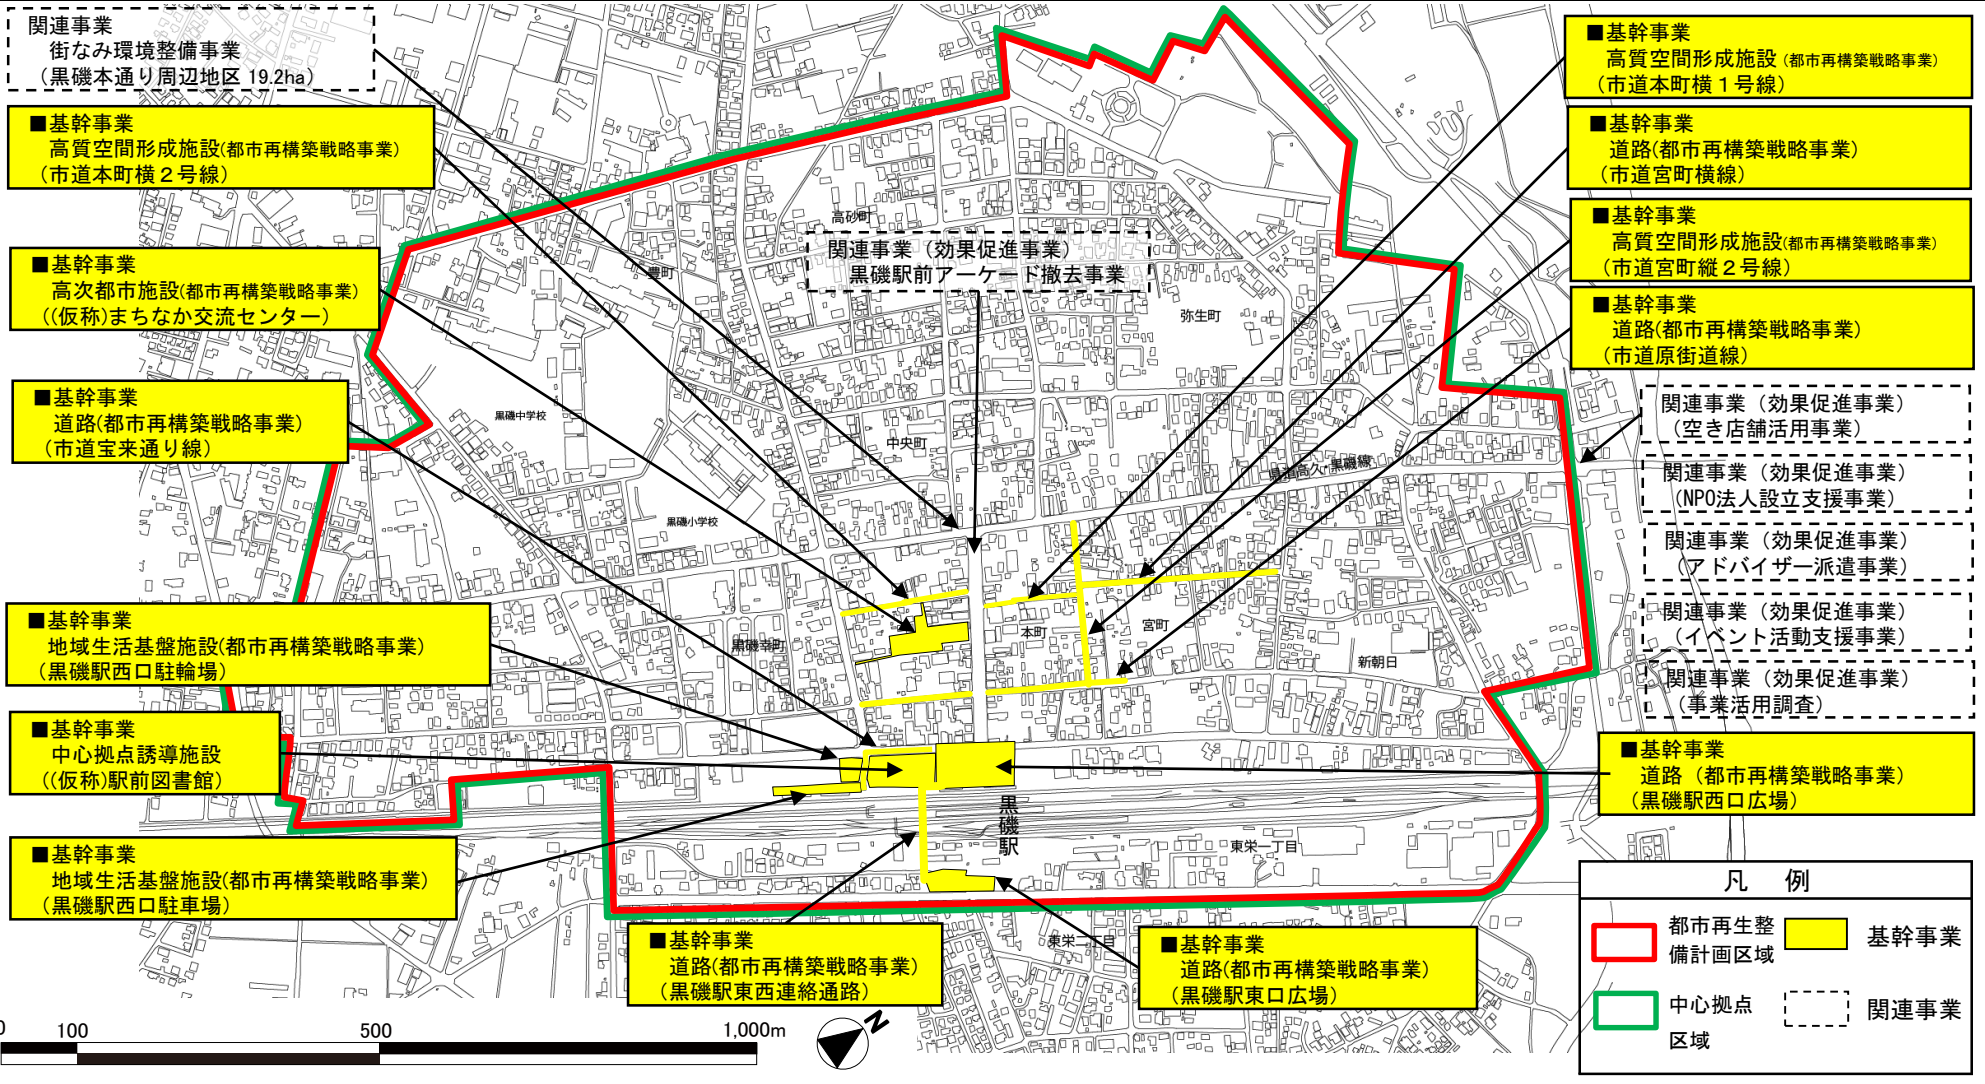 関連事業
街なみ環境整備事業
（黒磯本通り周辺地区 19.2ha）
■基幹事業
高質空間形成施設(都市再構築戦略事業)
（市道本町横２号線）
■基幹事業
高次都市施設(都市再構築戦略事業)
((仮称)まちなか交流センター)
■基幹事業
道路(都市再構築戦略事業)
（市道宝来通り線）
■基幹事業
地域生活基盤施設(都市再構築戦略事業)
（黒磯駅西口駐輪場）
■基幹事業
中心拠点誘導施設
((仮称)駅前図書館)
■基幹事業
地域生活基盤施設(都市再構築戦略事業)
（黒磯駅西口駐車場）
関連事業（効果促進事業）
黒磯駅前アーケード撤去事業
高砂町
豊町
弥生町
黒磯中学校
中央町
県道高久・黒磯線
黒磯小学校
黒磯幸町
本町
宮町
新朝日
黒磯駅
東栄一丁目
東栄二丁目
■基幹事業
道路(都市再構築戦略事業)
（黒磯駅東西連絡通路）
■基幹事業
道路(都市再構築戦略事業)
（黒磯駅東口広場）
■基幹事業
高質空間形成施設(都市再構築戦略事業)
（市道本町横１号線）
■基幹事業
道路(都市再構築戦略事業)
（市道宮町横線）
■基幹事業
高質空間形成施設(都市再構築戦略事業)
（市道宮町縦２号線）
■基幹事業
道路(都市再構築戦略事業)
（市道原街道線）
関連事業（効果促進事業）
（空き店舗活用事業）
関連事業（効果促進事業）
（NPO法人設立支援事業）
関連事業（効果促進事業）
（アドバイザー派遣事業）
関連事業（効果促進事業）
（イベント活動支援事業）
関連事業（効果促進事業）
（事業活用調査）
■基幹事業
道路（都市再構築戦略事業）
（黒磯駅西口広場）
凡　例
都市再生整
備計画区域
基幹事業
中心拠点
区域
関連事業
0 100 500 1,000m
N